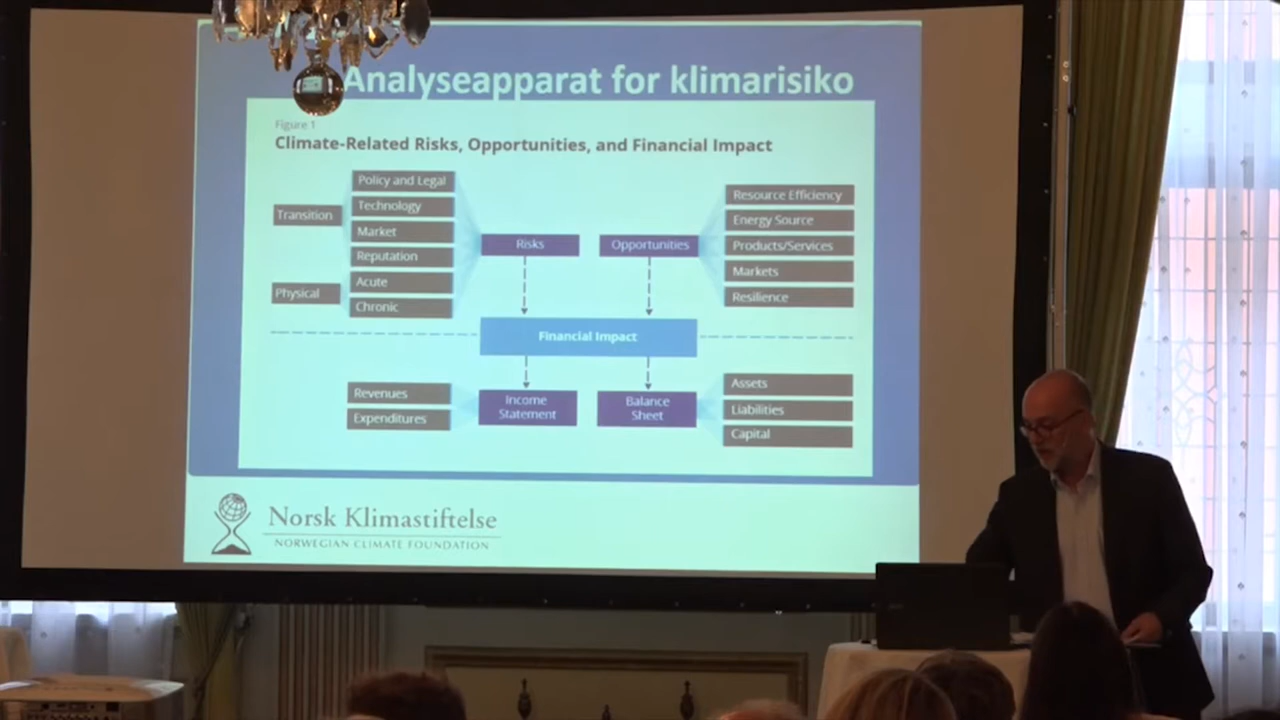 Analyseapparat for klimarisiko
Figure 1
Climate-Related Risks, Opportunities, and Financial Impact
Transition
Policy and Legal
Technology
Market
Reputation
Physical
Acute
Chronic
Risks
Opportunities
Resource Efficiency
Energy Source
Products/Services
Markets
Resilience
Financial Impact
Revenues
Expenditures
Income
Statement
Balance
Sheet
Assets
Liabilities
Capital
Norsk Klimastiftelse
NORWEGIAN CLIMATE FOUNDATION